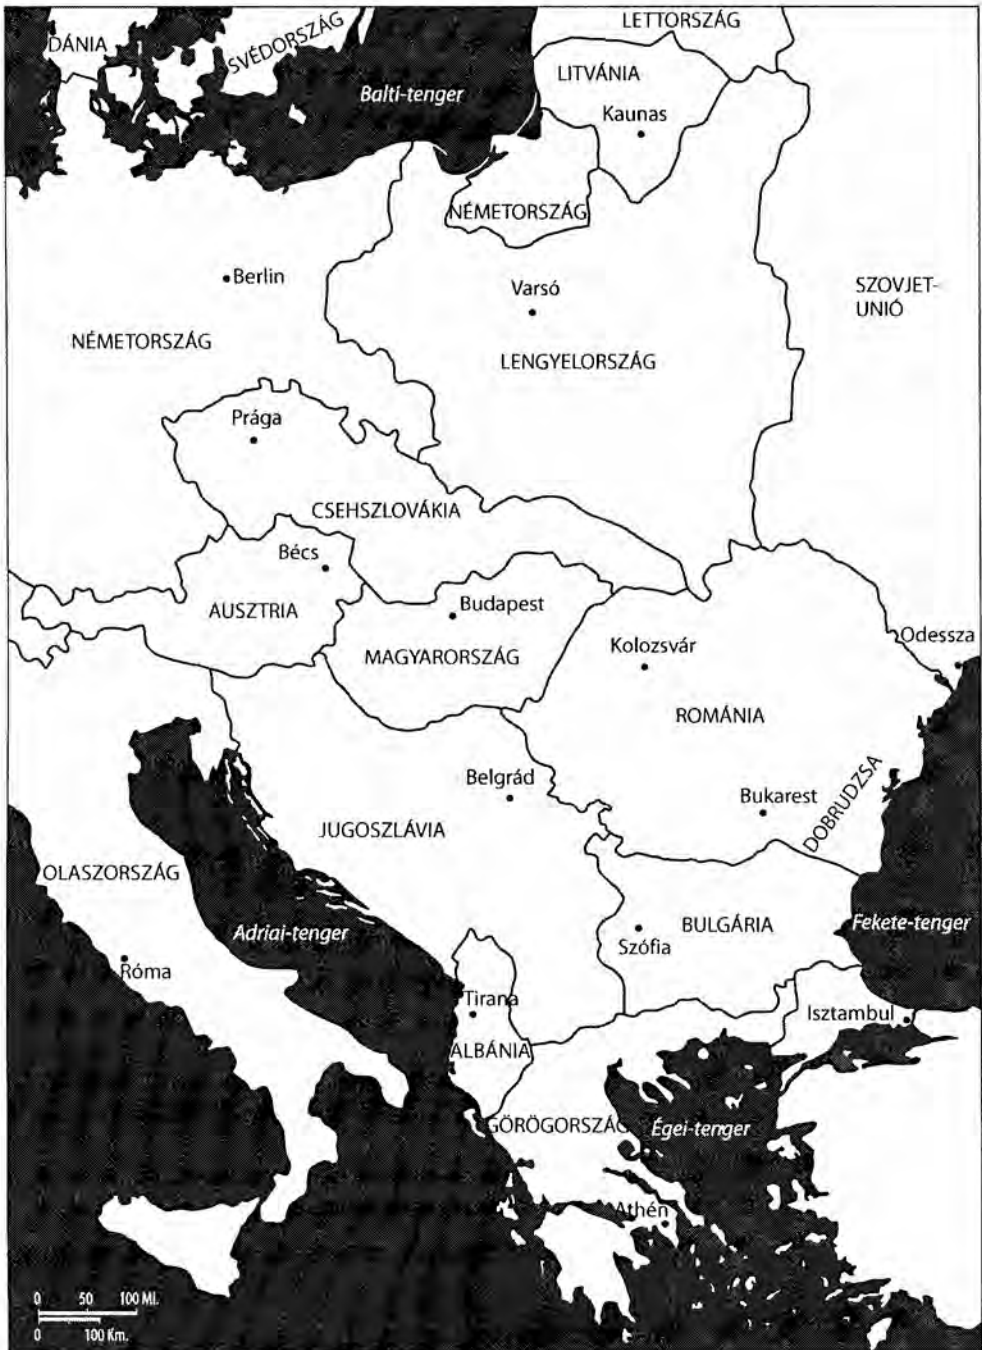 LETTORSZÁG
DÁNIA
SVÉDORSZÁG
LITVÁNIA
Balti-tenger
Kaunas
NÉMETORSZÁG
Berlin
Varsó
SZOVJET-
UNIÓ
NÉMETORSZÁG
LENGYELORSZÁG
Prága
CSEHSZLOVÁKIA
Bécs
AUSZTRIA
Budapest
MAGYARORSZÁG
Kolozsvár
Odessza
ROMÁNIA
Belgrád
Bukarest
DOBRUDZSA
JUGOSZLÁVIA
OLASZORSZÁG
Adriai-tenger
BULGÁRIA
Fekete-tenger
Szófia
Róma
Tirana
Isztambul
ALBÁNIA
GÖRÖGORSZÁG
Égei-tenger
Athén
0 50 100 MI.
0 100 Km.